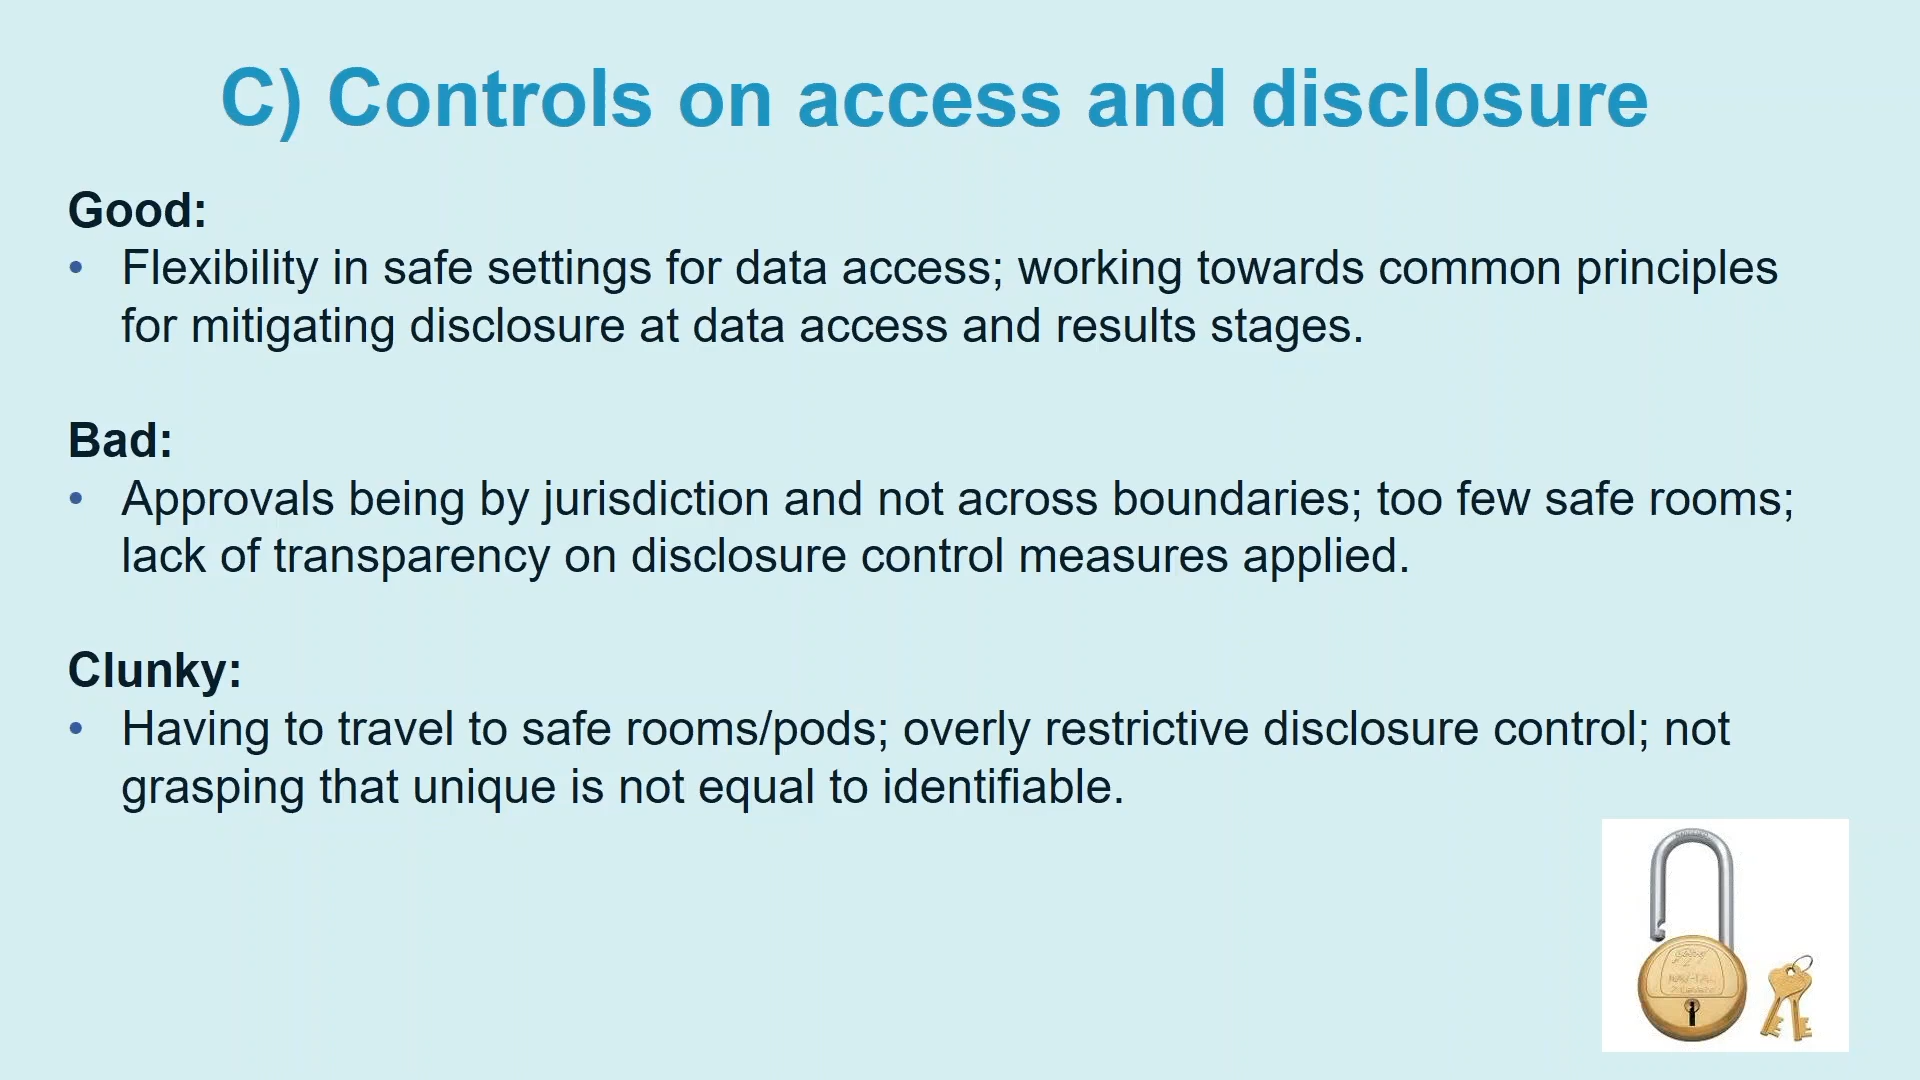 C) Controls on access and disclosure
Good:
• Flexibility in safe settings for data access; working towards common principles
for mitigating disclosure at data access and results stages.
Bad:
• Approvals being by jurisdiction and not across boundaries; too few safe rooms;
lack of transparency on disclosure control measures applied.
Clunky:
• Having to travel to safe rooms/pods; overly restrictive disclosure control; not
grasping that unique is not equal to identifiable.